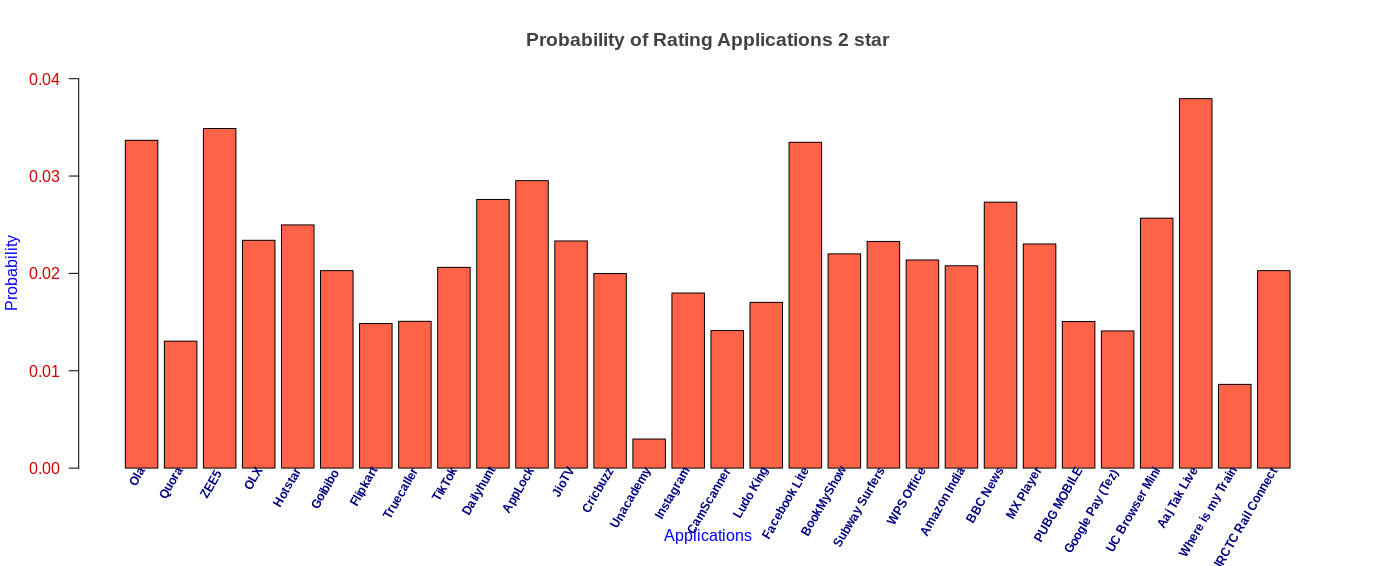 Probability of Rating Applications 2 star
Probability
0.04
0.03
0.02
0.01
0.00
Ola
Quora
ZEE5
OLX
Hotstar
Goibibo
Flipkart
Truecaller
TikTok
Dailyhunt
AppLock
JioTV
Cricbuzz
Unacademy
Instagram
CamScanner
Ludo King
Facebook Lite
BookMyShow
Subway Surfers
WPS Office
Amazon India
BBC News
MX Player
PUBG MOBILE
Google Pay (Tez)
UC Browser Mini
Aaj Tak Live
Where is my Train
IRCTC Rail Connect
Applications